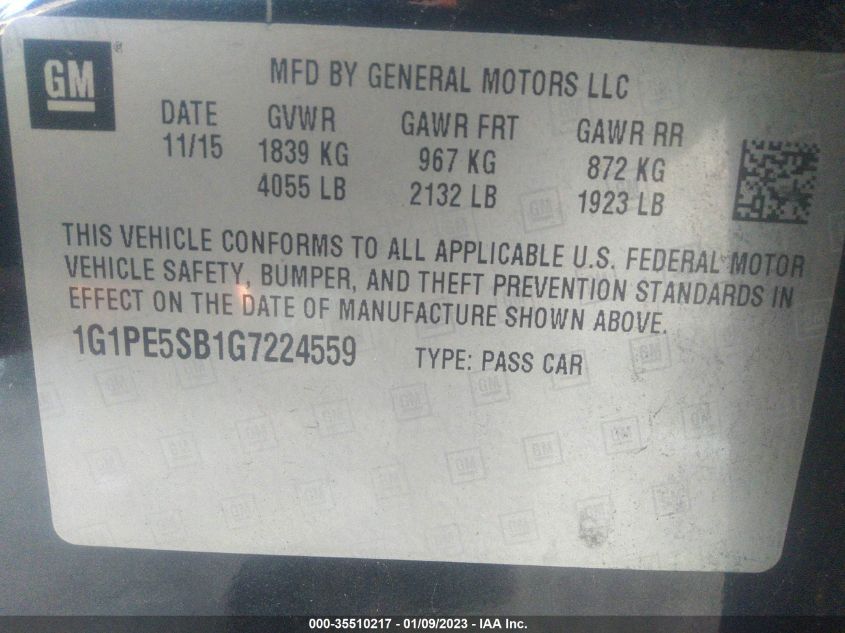 GM ®
MFD BY GENERAL MOTORS LLC
DATE GVWR GAWR FRT GAWR RR
11/15 1839 KG 967 KG 872 KG
4055 LB 2132 LB 1923 LB
THIS VEHICLE CONFORMS TO ALL APPLICABLE U.S. FEDERAL MOTOR
VEHICLE SAFETY, BUMPER, AND THEFT PREVENTION STANDARDS IN
EFFECT ON THE DATE OF MANUFACTURE SHOWN ABOVE.
1G1PE5SB1G7224559 TYPE: PASS CAR
000-35510217 - 01/09/2023 - IAA Inc.